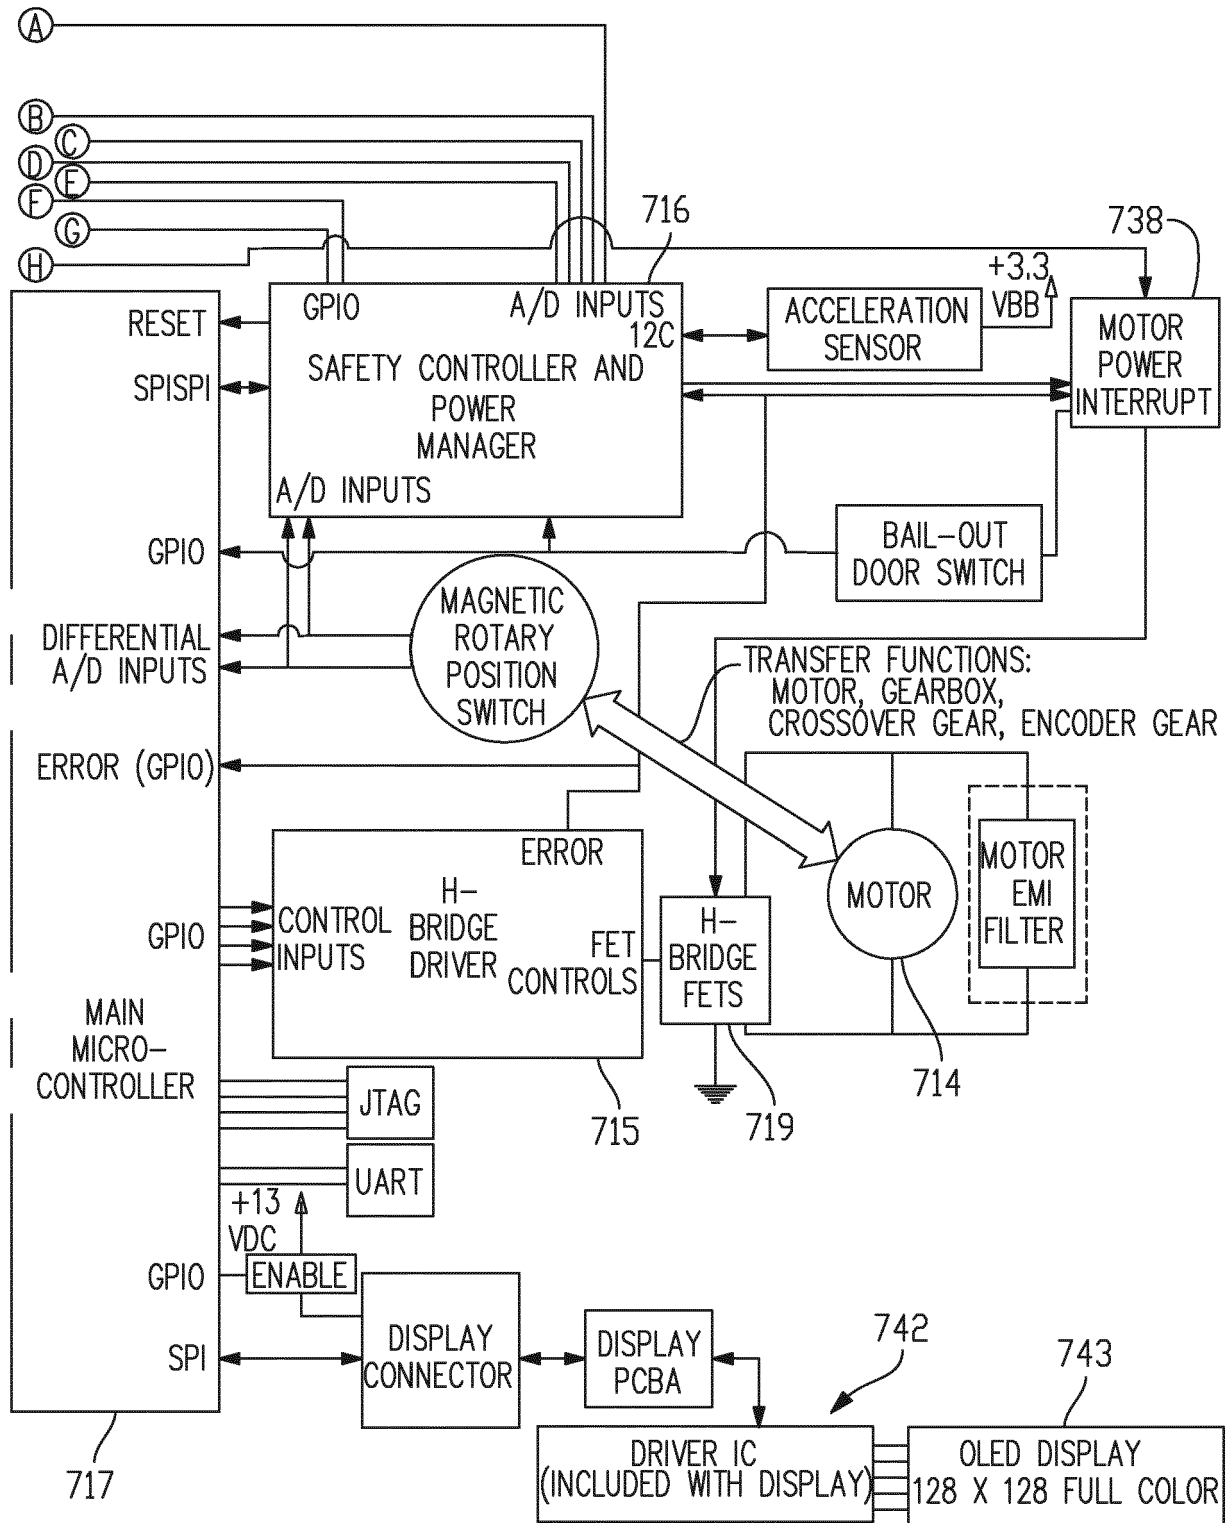 A
B
C
D
E
F
G
H
716
738
+3.3
VBB
RESET
GPIO
A/D INPUTS
12C
ACCELERATION
SENSOR
MOTOR
POWER
INTERRUPT
SPISPI
SAFETY CONTROLLER AND
POWER
MANAGER
A/D INPUTS
GPIO
BAIL-OUT
DOOR SWITCH
DIFFERENTIAL
A/D INPUTS
MAGNETIC
ROTARY
POSITION
SWITCH
TRANSFER FUNCTIONS:
MOTOR, GEARBOX,
CROSSOVER GEAR, ENCODER GEAR
ERROR (GPIO)
ERROR
H-
BRIDGE
DRIVER
GPIO
CONTROL
INPUTS
FET
CONTROLS
H-
BRIDGE
FETS
MOTOR
MOTOR
EMI
FILTER
MAIN
MICRO-
CONTROLLER
JTAG
715
719
714
UART
+13
VDC
GPIO
ENABLE
SPI
DISPLAY
CONNECTOR
DISPLAY
PCBA
742
743
717
DRIVER IC
(INCLUDED WITH DISPLAY)
OLED DISPLAY
128 X 128 FULL COLOR